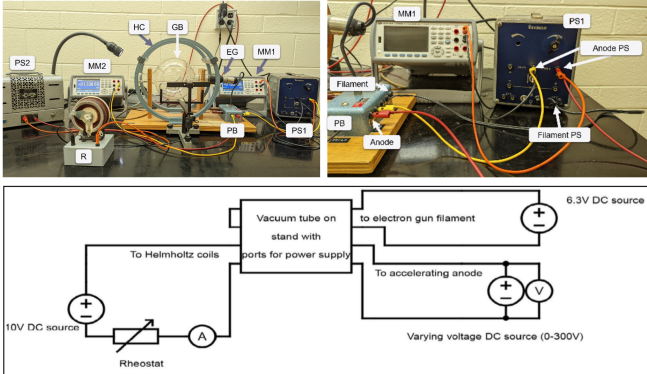 HC
GB
PS2
MM2
EG
MM1
PB
PS1
R
MM1
PS1
Anode PS
Filament
PB
Filament PS
Anode
6.3V DC source
Vacuum tube on
stand with
ports for power supply
to electron gun filament
To Helmholtz coils
To accelerating anode
10V DC source
A
V
Varying voltage DC source (0-300V)
Rheostat